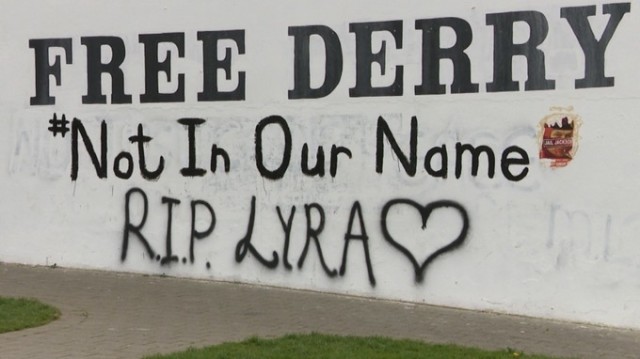 FREE DERRY
#Not In Our Name
R.I.P. LYRA